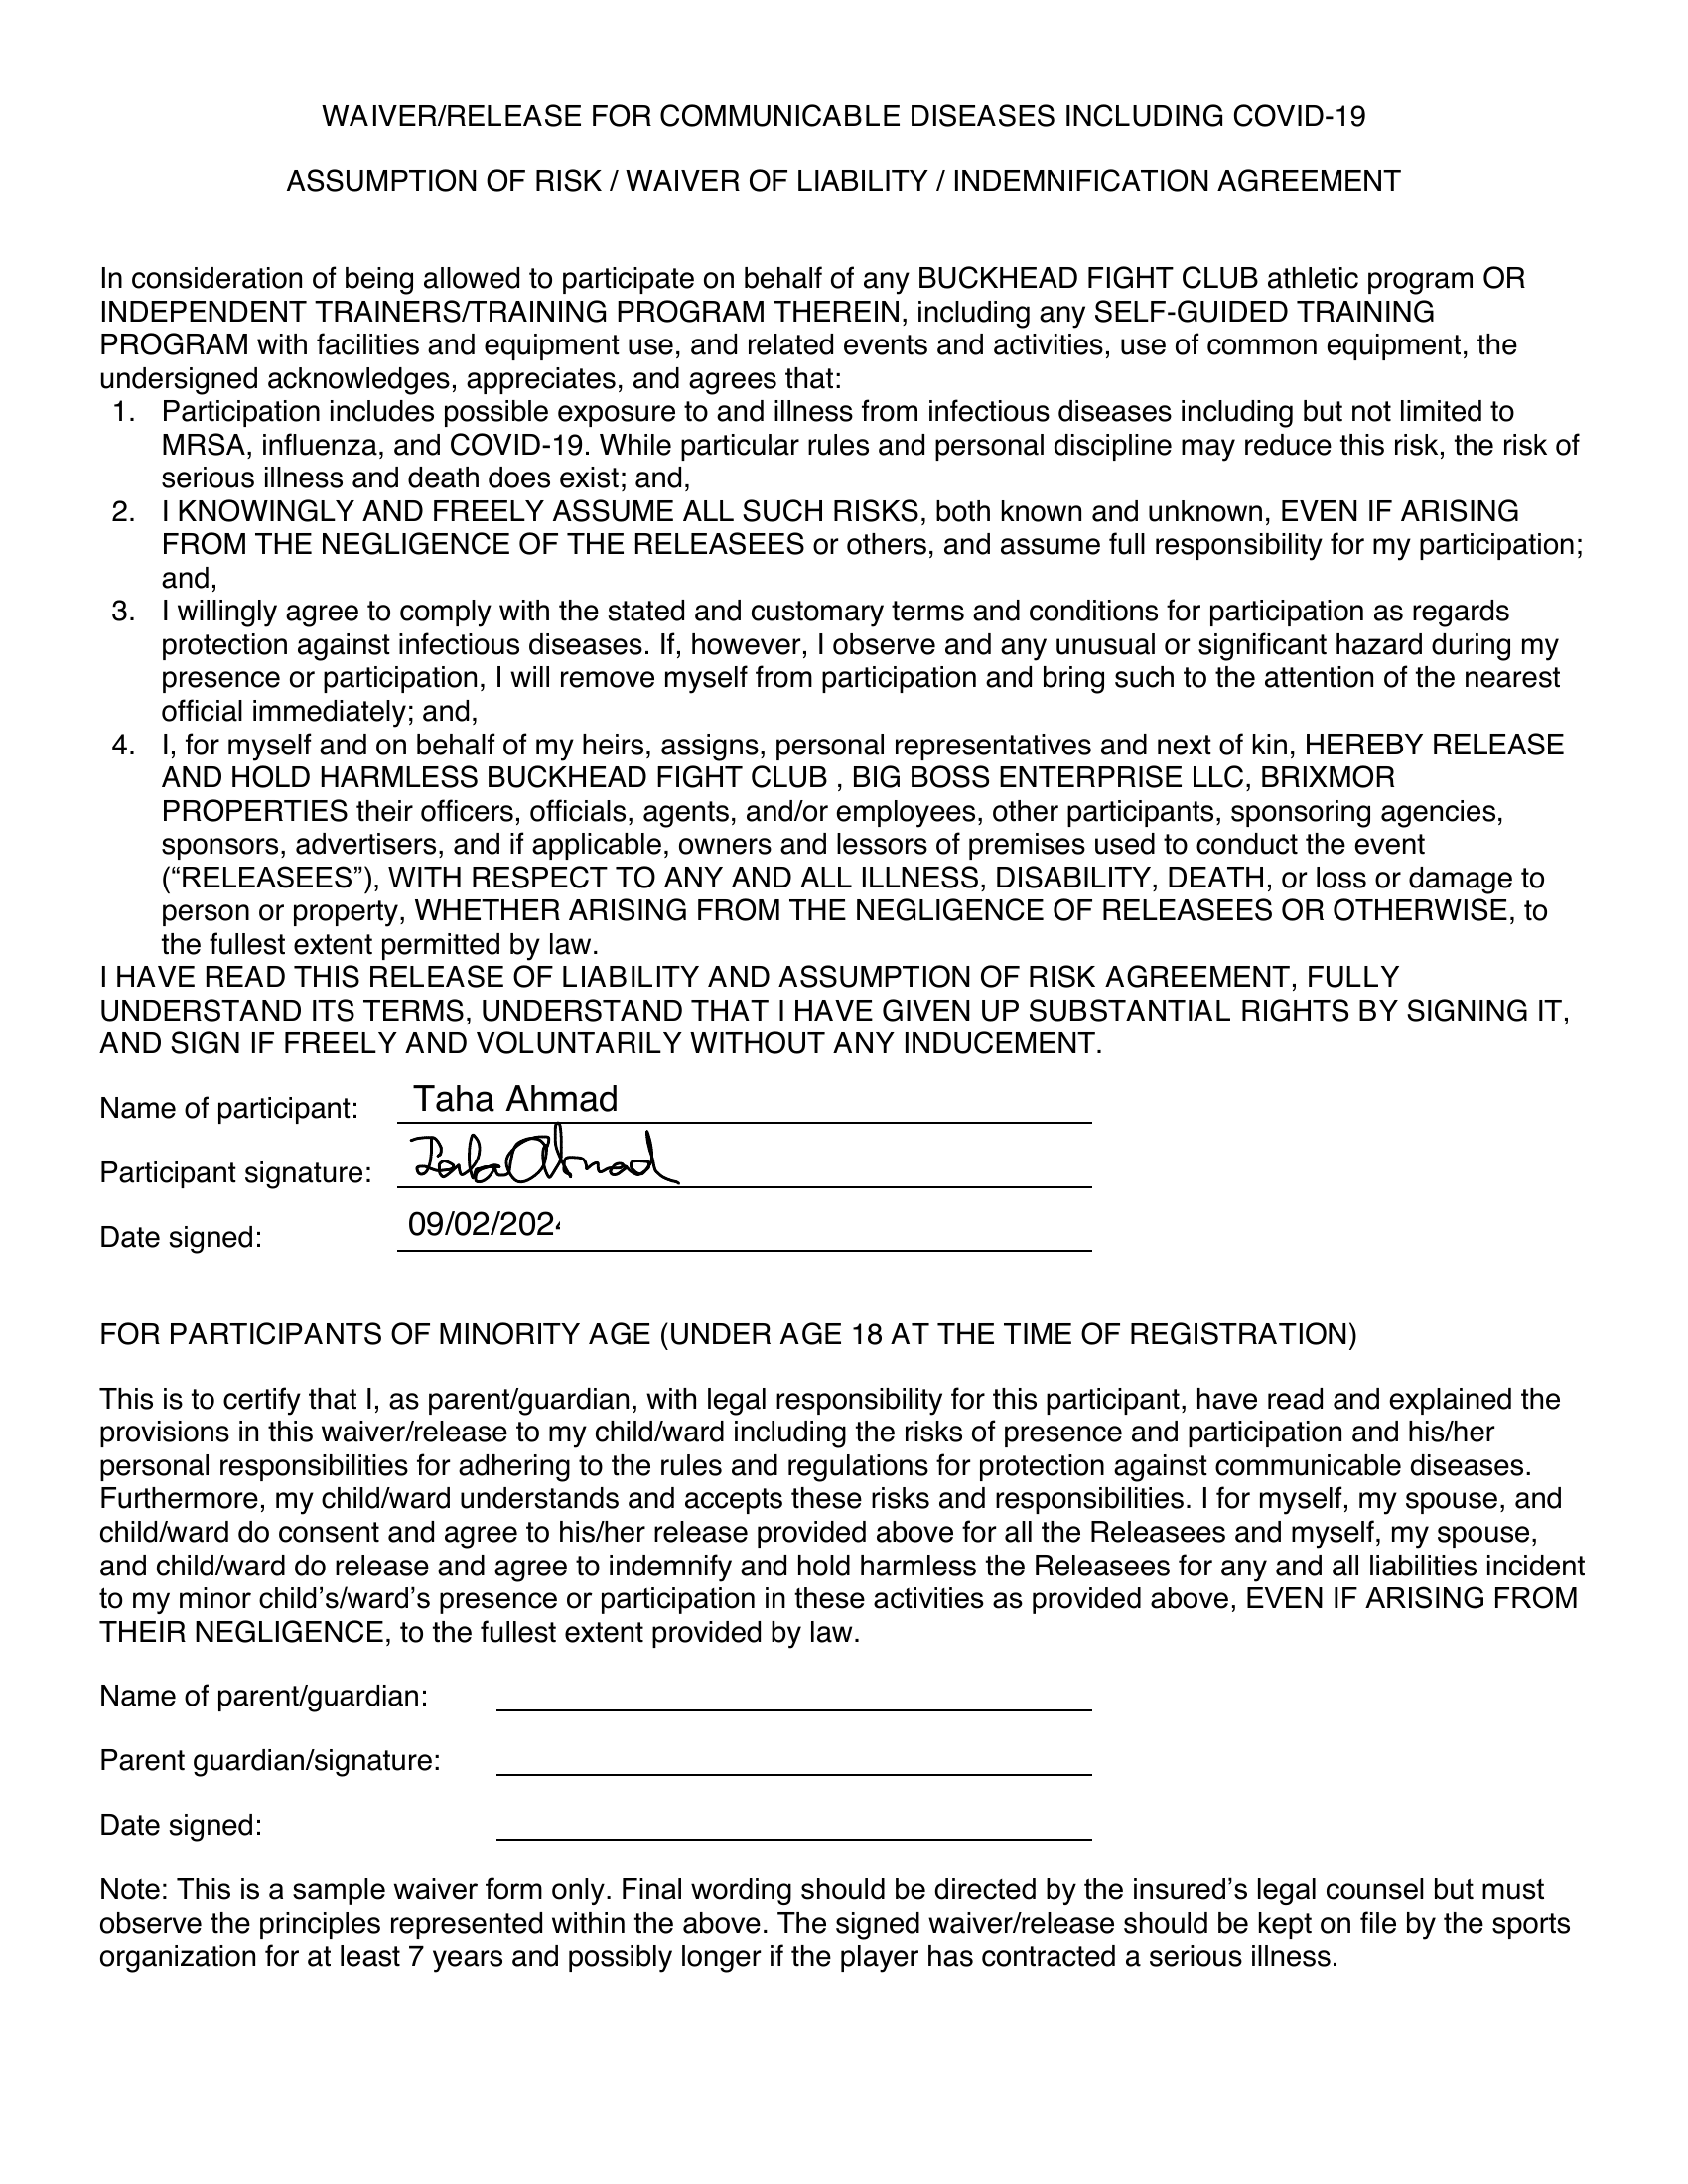 WAIVER/RELEASE FOR COMMUNICABLE DISEASES INCLUDING COVID-19
ASSUMPTION OF RISK / WAIVER OF LIABILITY / INDEMNIFICATION AGREEMENT
In consideration of being allowed to participate on behalf of any BUCKHEAD FIGHT CLUB athletic program OR
INDEPENDENT TRAINERS/TRAINING PROGRAM THEREIN, including any SELF-GUIDED TRAINING
PROGRAM with facilities and equipment use, and related events and activities, use of common equipment, the
undersigned acknowledges, appreciates, and agrees that:
1. Participation includes possible exposure to and illness from infectious diseases including but not limited to
MRSA, influenza, and COVID-19. While particular rules and personal discipline may reduce this risk, the risk of
serious illness and death does exist; and,
2. I KNOWINGLY AND FREELY ASSUME ALL SUCH RISKS, both known and unknown, EVEN IF ARISING
FROM THE NEGLIGENCE OF THE RELEASEES or others, and assume full responsibility for my participation;
and,
3. I willingly agree to comply with the stated and customary terms and conditions for participation as regards
protection against infectious diseases. If, however, I observe and any unusual or significant hazard during my
presence or participation, I will remove myself from participation and bring such to the attention of the nearest
official immediately; and,
4. I, for myself and on behalf of my heirs, assigns, personal representatives and next of kin, HEREBY RELEASE
AND HOLD HARMLESS BUCKHEAD FIGHT CLUB , BIG BOSS ENTERPRISE LLC, BRIXMOR
PROPERTIES their officers, officials, agents, and/or employees, other participants, sponsoring agencies,
sponsors, advertisers, and if applicable, owners and lessors of premises used to conduct the event
(“RELEASEES”), WITH RESPECT TO ANY AND ALL ILLNESS, DISABILITY, DEATH, or loss or damage to
person or property, WHETHER ARISING FROM THE NEGLIGENCE OF RELEASEES OR OTHERWISE, to
the fullest extent permitted by law.
I HAVE READ THIS RELEASE OF LIABILITY AND ASSUMPTION OF RISK AGREEMENT, FULLY
UNDERSTAND ITS TERMS, UNDERSTAND THAT I HAVE GIVEN UP SUBSTANTIAL RIGHTS BY SIGNING IT,
AND SIGN IF FREELY AND VOLUNTARILY WITHOUT ANY INDUCEMENT.
Name of participant: Taha Ahmad
Participant signature: Taha Ahmad
Date signed: 09/02/2024
FOR PARTICIPANTS OF MINORITY AGE (UNDER AGE 18 AT THE TIME OF REGISTRATION)
This is to certify that I, as parent/guardian, with legal responsibility for this participant, have read and explained the
provisions in this waiver/release to my child/ward including the risks of presence and participation and his/her
personal responsibilities for adhering to the rules and regulations for protection against communicable diseases.
Furthermore, my child/ward understands and accepts these risks and responsibilities. I for myself, my spouse, and
child/ward do consent and agree to his/her release provided above for all the Releasees and myself, my spouse,
and child/ward do release and agree to indemnify and hold harmless the Releasees for any and all liabilities incident
to my minor child’s/ward’s presence or participation in these activities as provided above, EVEN IF ARISING FROM
THEIR NEGLIGENCE, to the fullest extent provided by law.
Name of parent/guardian:
Parent guardian/signature:
Date signed:
Note: This is a sample waiver form only. Final wording should be directed by the insured’s legal counsel but must
observe the principles represented within the above. The signed waiver/release should be kept on file by the sports
organization for at least 7 years and possibly longer if the player has contracted a serious illness.